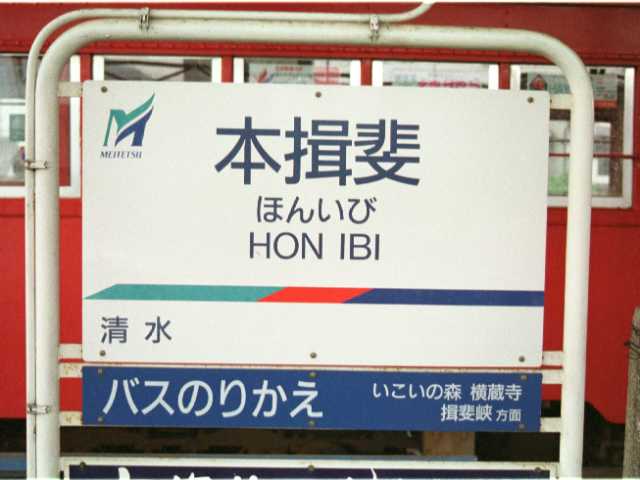 MEITETSU
本揖斐
ほんいび
HON IBI
清水
バスのりかえ
いこいの森 横蔵寺
揖斐峡 方面